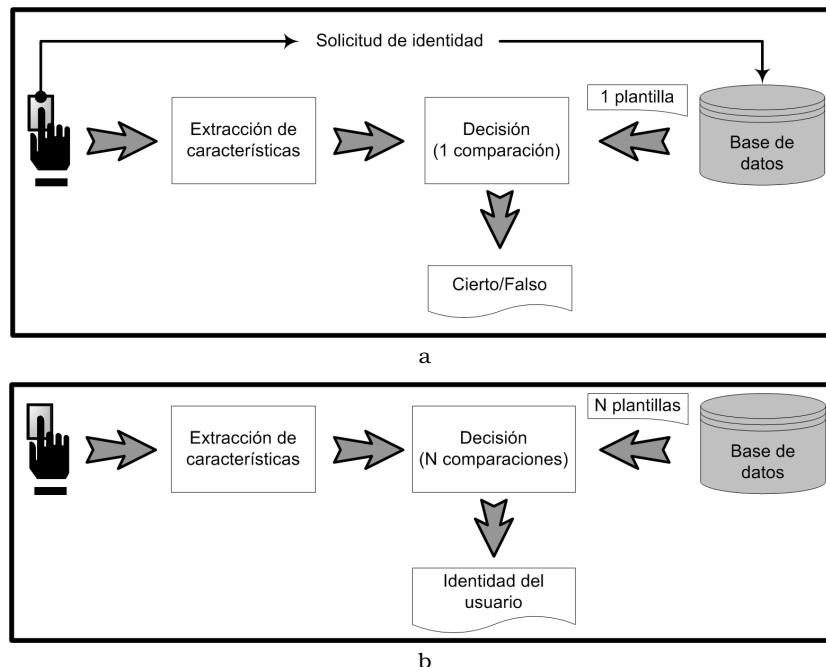 Solicitud de identidad
Extracción de
características
Decisión
(1 comparación)
1 plantilla
Base de
datos
Cierto/Falso
a
Extracción de
características
Decisión
(N comparaciones)
N plantillas
Base de
datos
Identidad del
usuario
b